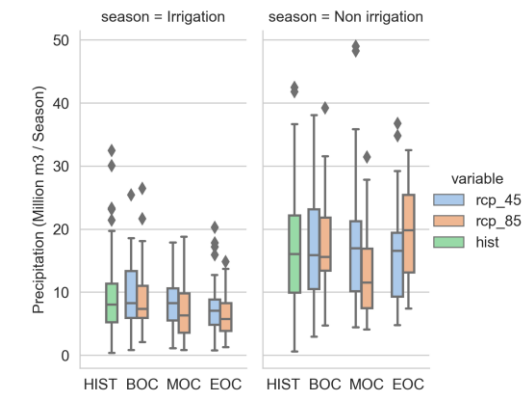 season = Irrigation
season = Non irrigation
Precipitation (Million m3 / Season)
50
40
30
20
10
0
HIST BOC MOC EOC
HIST BOC MOC EOC
variable
rcp_45
rcp_85
hist